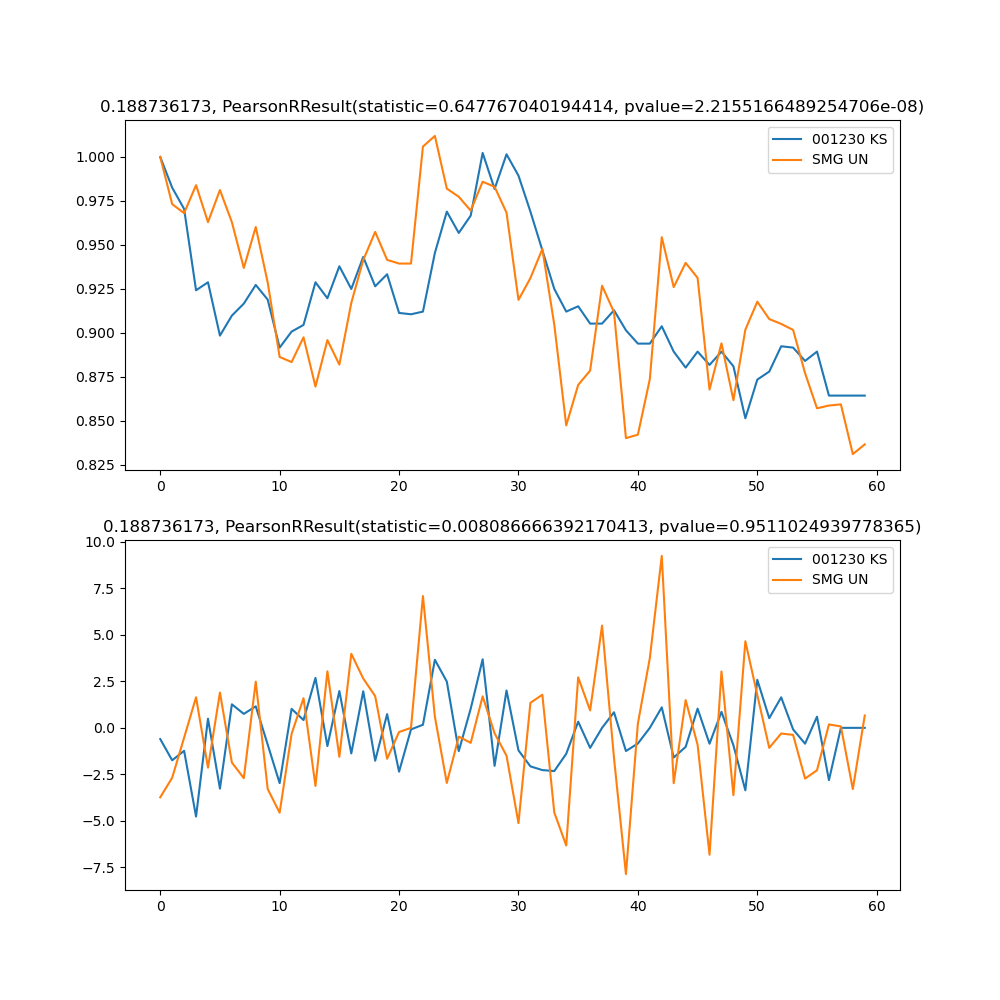 0.188736173, PearsonRResult(statistic=0.647767040194414, pvalue=2.2155166489254706e-08)
001230 KS
SMG UN
1.000
0.975
0.950
0.925
0.900
0.875
0.850
0.825
0 10 20 30 40 50 60
0.188736173, PearsonRResult(statistic=0.008086666392170413, pvalue=0.9511024939778365)
001230 KS
SMG UN
10.0
7.5
5.0
2.5
0.0
−2.5
−5.0
−7.5
0 10 20 30 40 50 60